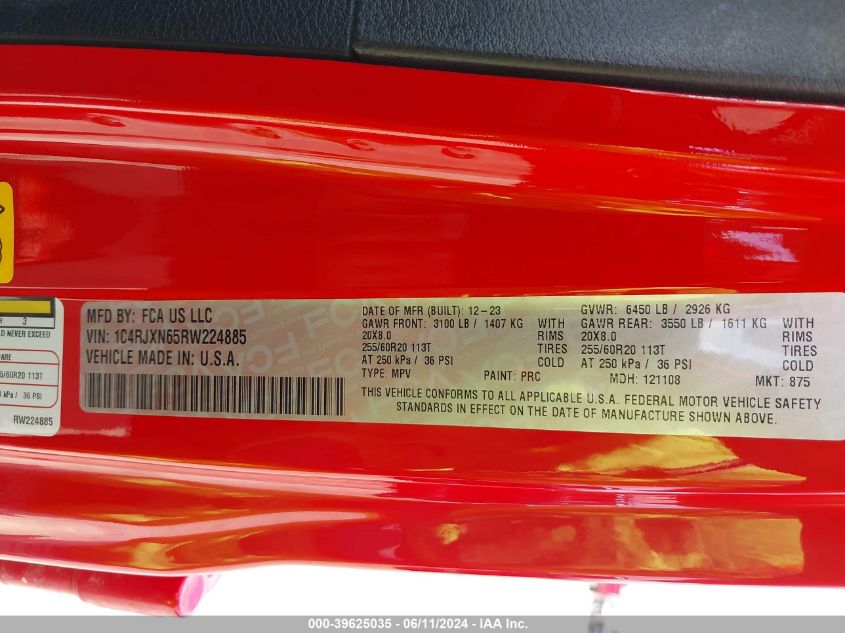 H 3
D NEVER EXCEED
PARE
5/60R20 113T
kPa / 36 PSI
RW224885
MFD BY: FCA US LLC
VIN: 1C4RJXN65RW224885
VEHICLE MADE IN U.S.A.
DATE OF MFR (BUILT): 12-23 GVWR: 6450 LB / 2926 KG
GAWR FRONT: 3100 LB / 1407 KG WITH GAWR REAR: 3550 LB / 1611 KG WITH
20X8.0 RIMS 20X8.0 RIMS
255/60R20 113T TIRES 255/60R20 113T TIRES
AT 250 kPa / 36 PSI COLD AT 250 kPa / 36 PSI COLD
TYPE: MPV PAINT: PRC MDH: 121108 MKT: 875
THIS VEHICLE CONFORMS TO ALL APPLICABLE U.S.A. FEDERAL MOTOR VEHICLE SAFETY
STANDARDS IN EFFECT ON THE DATE OF MANUFACTURE SHOWN ABOVE.
000-39625035 - 06/11/2024 - IAA Inc.